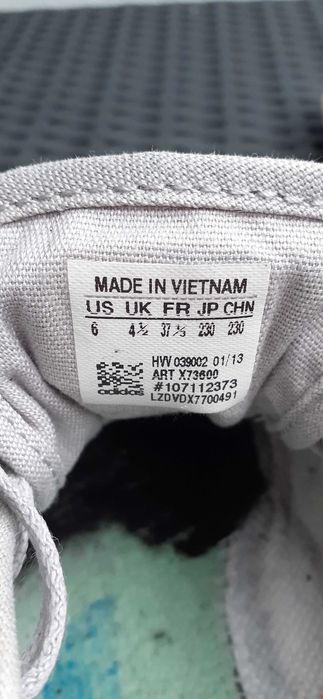 MADE IN VIETNAM
US UK FR JP CHN
6 4½ 37⅓ 230 230
HVV 039002 01/13
ART X73600
#107112373
adidas LZDVDX7700491